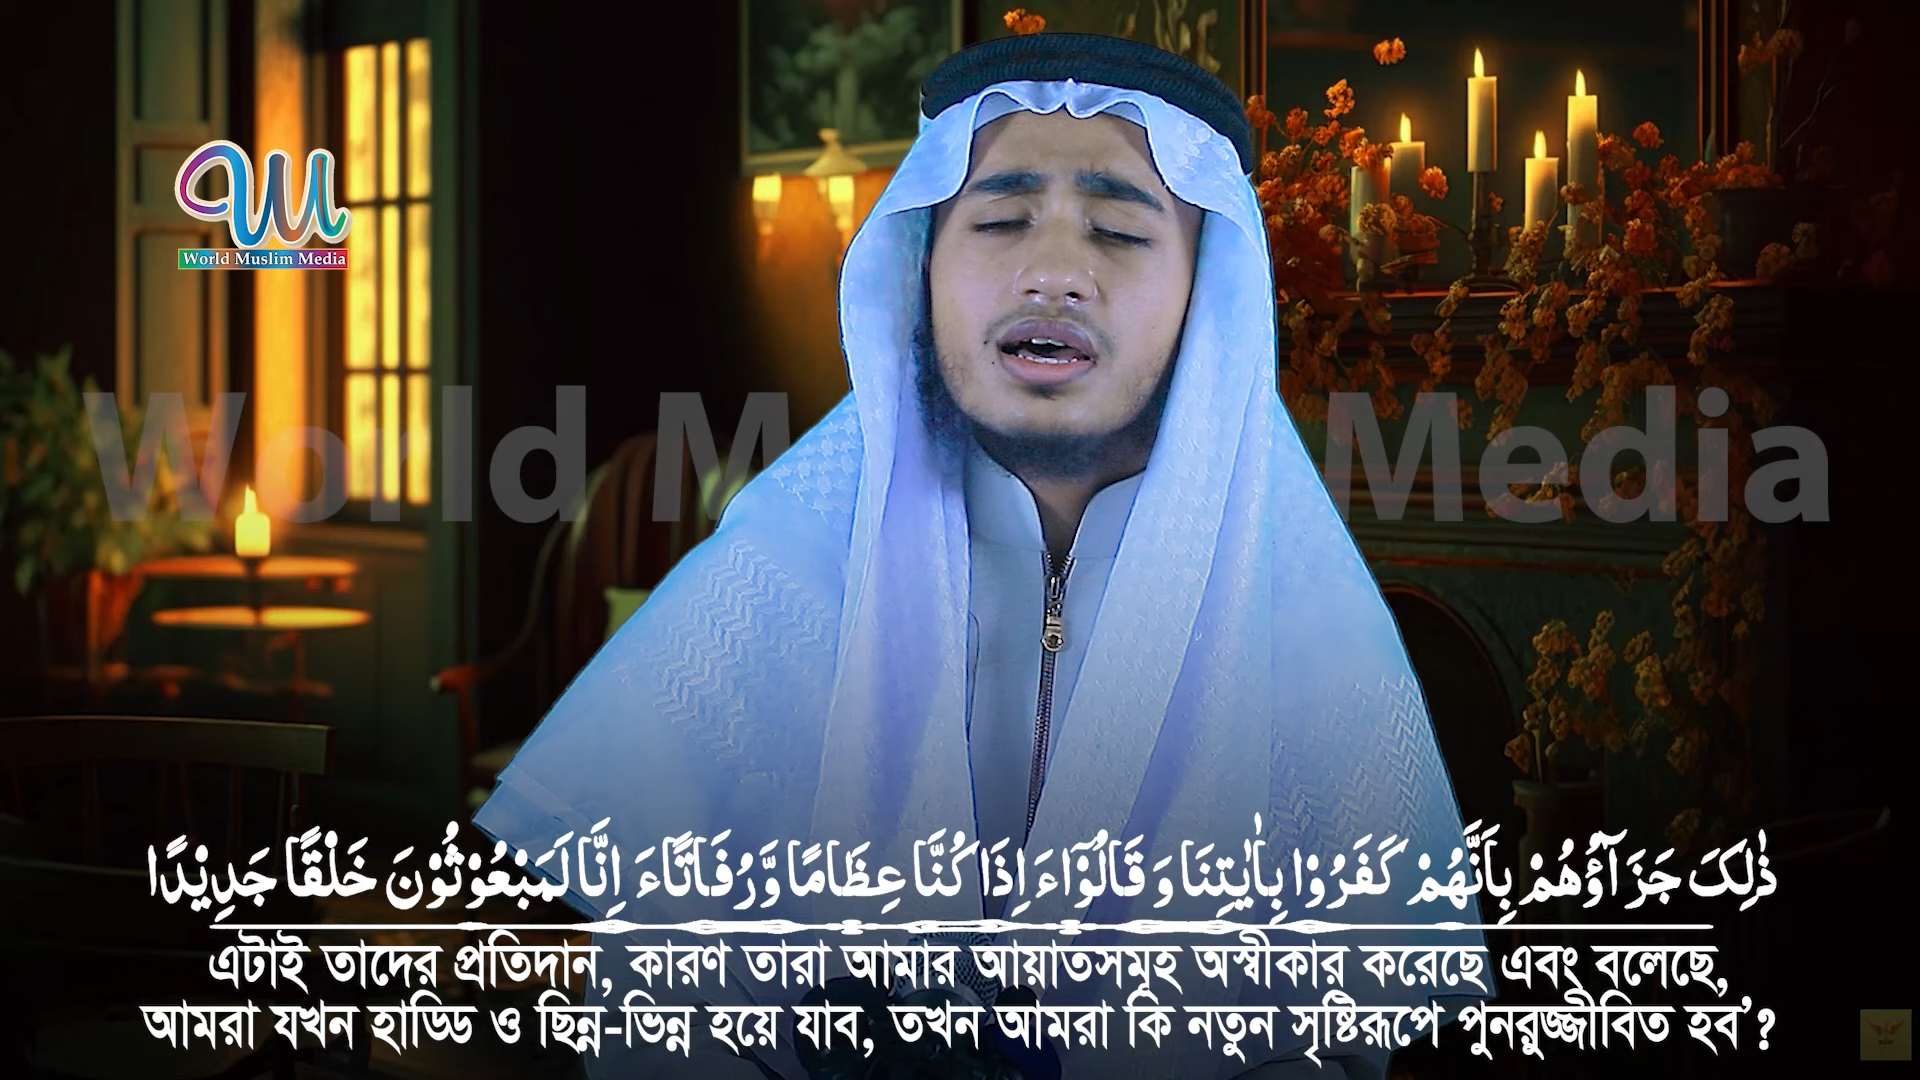 World Muslim Media
World M Media
ذٰلِكَ جَزَآؤُهُمْ بِاَنَّهُمْ كَفَرُوْا بِاٰيٰتِنَا وَ قَالُوْٓا ءَ اِذَا كُنَّا عِظَامًا وَّ رُفَاتًا ءَ اِنَّا لَمَبْعُوْثُوْنَ خَلْقًا جَدِيْدًا
এটাই তাদের প্রতিদান, কারণ তারা আমার আয়াতসমূহ অস্বীকার করেছে এবং বলেছে,
আমরা যখন হাড্ডি ও ছিন্ন-ভিন্ন হয়ে যাব, তখন আমরা কি নতুন সৃষ্টিরূপে পুনরুজ্জীবিত হব’?